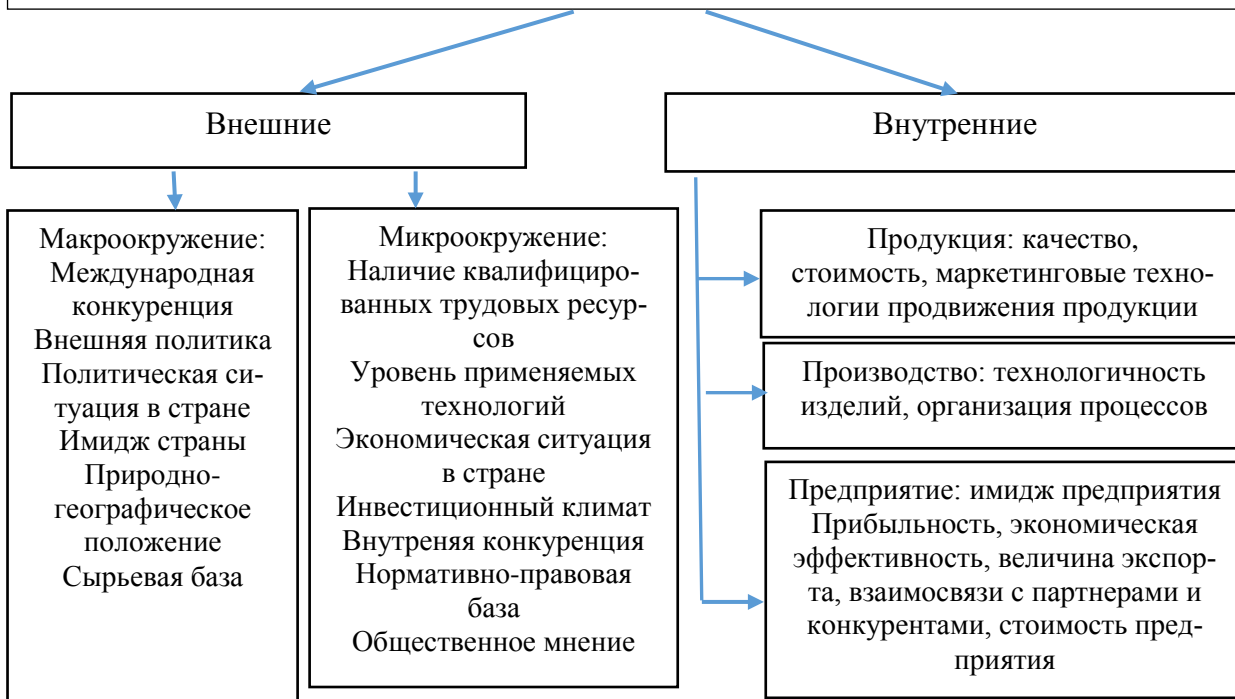 Внешние
Внутренние
Макроокружение:
Международная
конкуренция
Внешняя политика
Политическая си-
туация в стране
Имидж страны
Природно-
географическое
положение
Сырьевая база
Микроокружение:
Наличие квалифициро-
ванных трудовых ресур-
сов
Уровень применяемых
технологий
Экономическая ситуация
в стране
Инвестиционный климат
Внутреняя конкуренция
Нормативно-правовая
база
Общественное мнение
Продукция: качество,
стоимость, маркетинговые техно-
логии продвижения продукции
Производство: технологичность
изделий, организация процессов
Предприятие: имидж предприятия
Прибыльность, экономическая
эффективность, величина экспор-
та, взаимосвязи с партнерами и
конкурентами, стоимость пред-
приятия